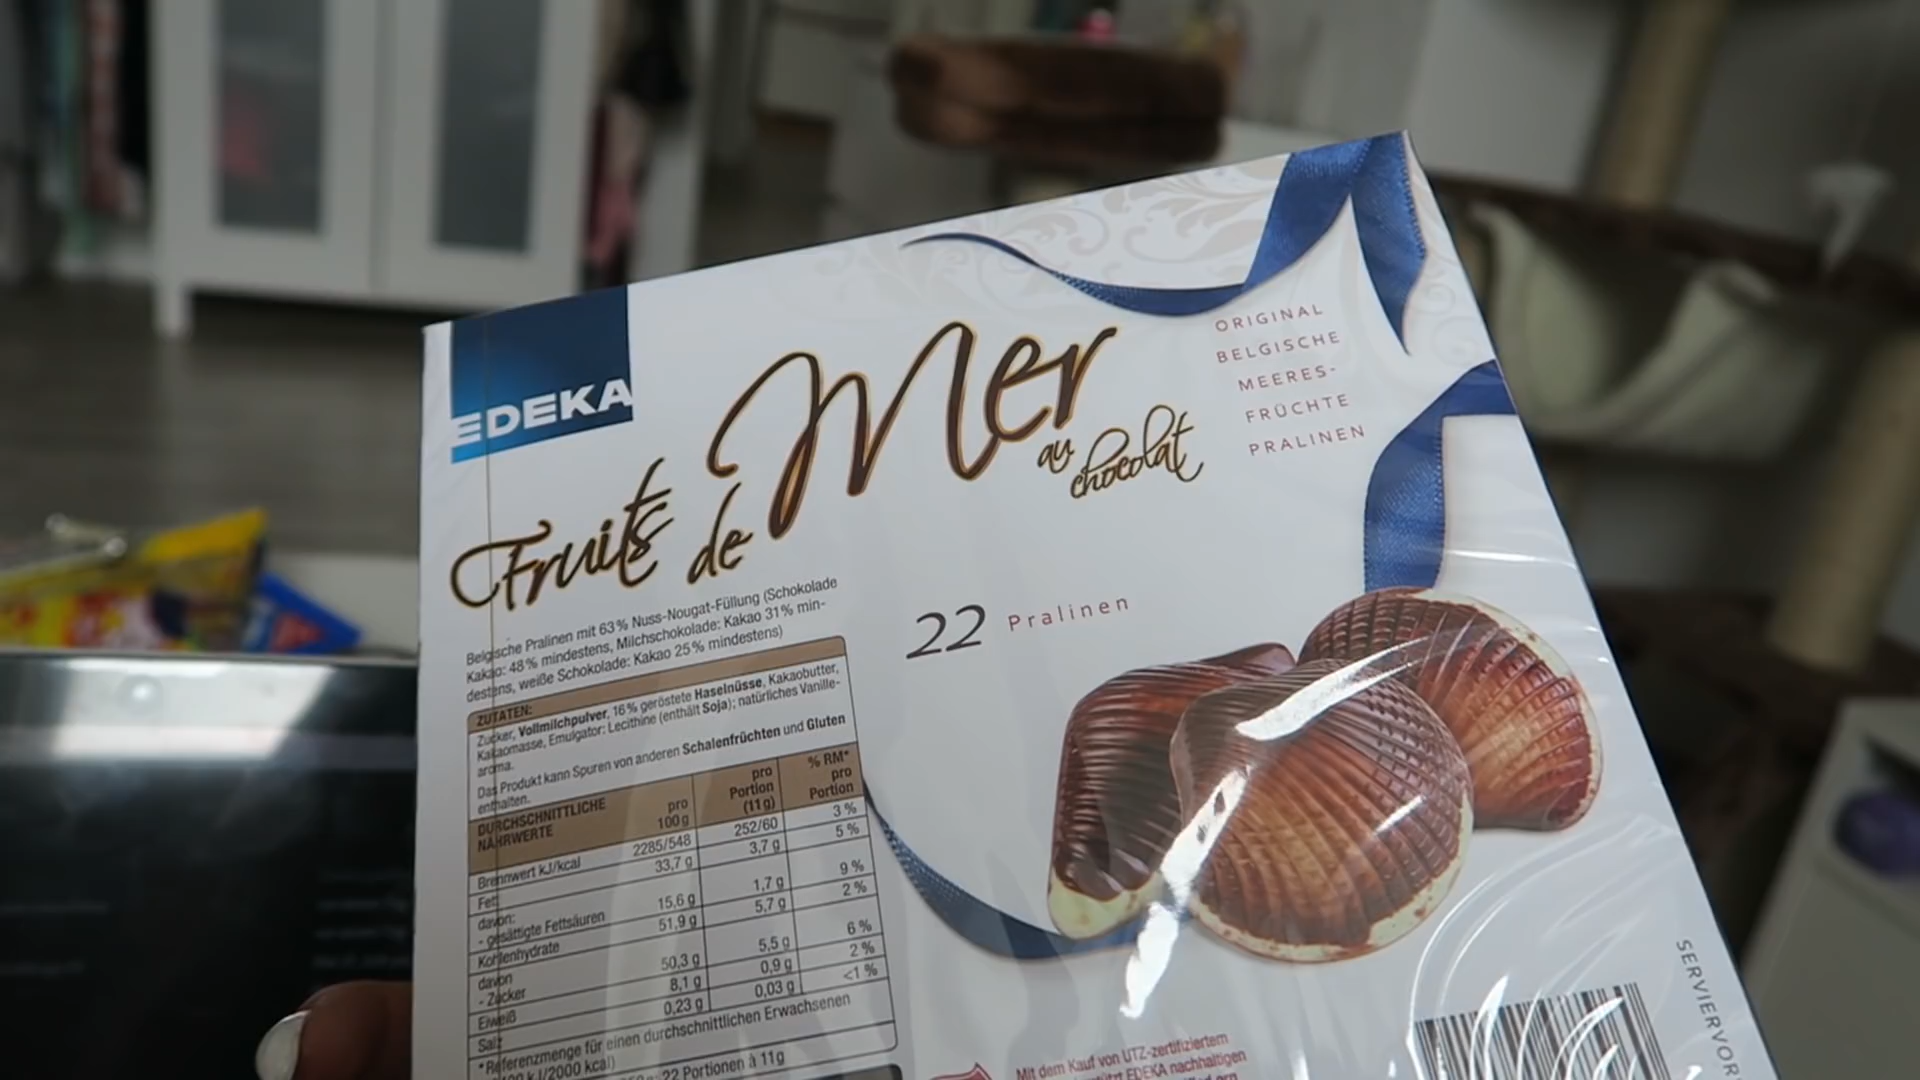 EDEKA
Fruits de Mer
au chocolat
ORIGINAL
BELGISCHE
MEERES-
FRÜCHTE
PRALINEN
22 Pralinen
Belgische Pralinen mit 63% Nuss-Nougat-Füllung (Schokolade
Kakao: 48% mindestens, Milchschokolade: Kakao 31% min-
destens, weiße Schokolade: Kakao 25% mindestens)
ZUTATEN:
Zucker, Vollmilchpulver, 16% geröstete Haselnüsse, Kakaobutter,
Kakaomasse, Emulgator: Lecithine (enthält Soja); natürliches Vanille-
aroma.
Das Produkt kann Spuren von anderen Schalenfrüchten und Gluten
enthalten.
DURCHSCHNITTLICHE NÄHRWERTE pro 100g pro Portion (11g) % RM* pro Portion
Brennwert kJ/kcal 2285/548 252/60 3%
Fett 33,7 g 3,7 g 5%
davon:
- gesättigte Fettsäuren 15,6 g 1,7 g 9%
Kohlenhydrate 51,9 g 5,7 g 2%
davon
- Zucker 50,3 g 5,5 g 6%
Eiweiß 8,1 g 0,9 g 2%
Salz 0,23 g 0,03 g <1%
*Referenzmenge für einen durchschnittlichen Erwachsenen
kJ/2000 kcal)
22 Portionen à 11g
Mit dem Kauf von UTZ-zertifiziertem
EDEKA nachhaltigen
SERVIERVOR